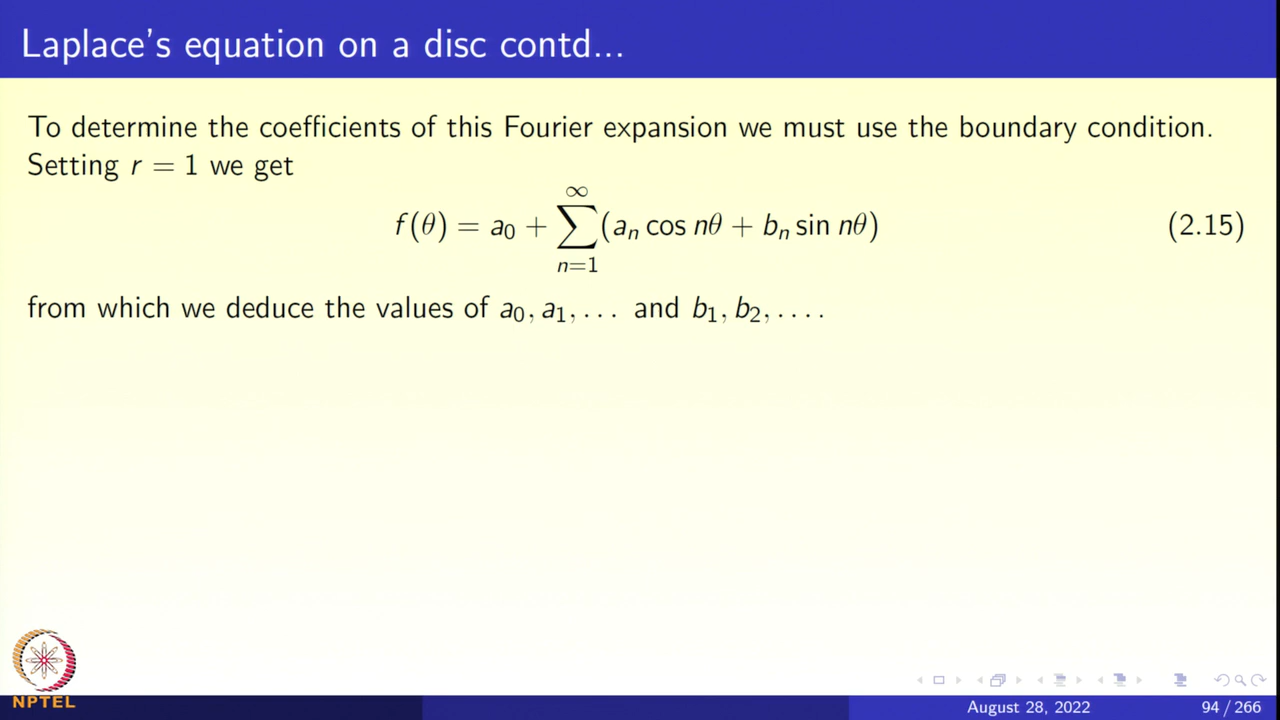 Laplace's equation on a disc contd...
To determine the coefficients of this Fourier expansion we must use the boundary condition.
Setting r = 1 we get
f(θ) = a₀ + ∑_{n=1}^{∞} (aₙ cos nθ + bₙ sin nθ) (2.15)
from which we deduce the values of a₀, a₁, . . . and b₁, b₂, . . . .
NPTEL
August 28, 2022 94 / 266